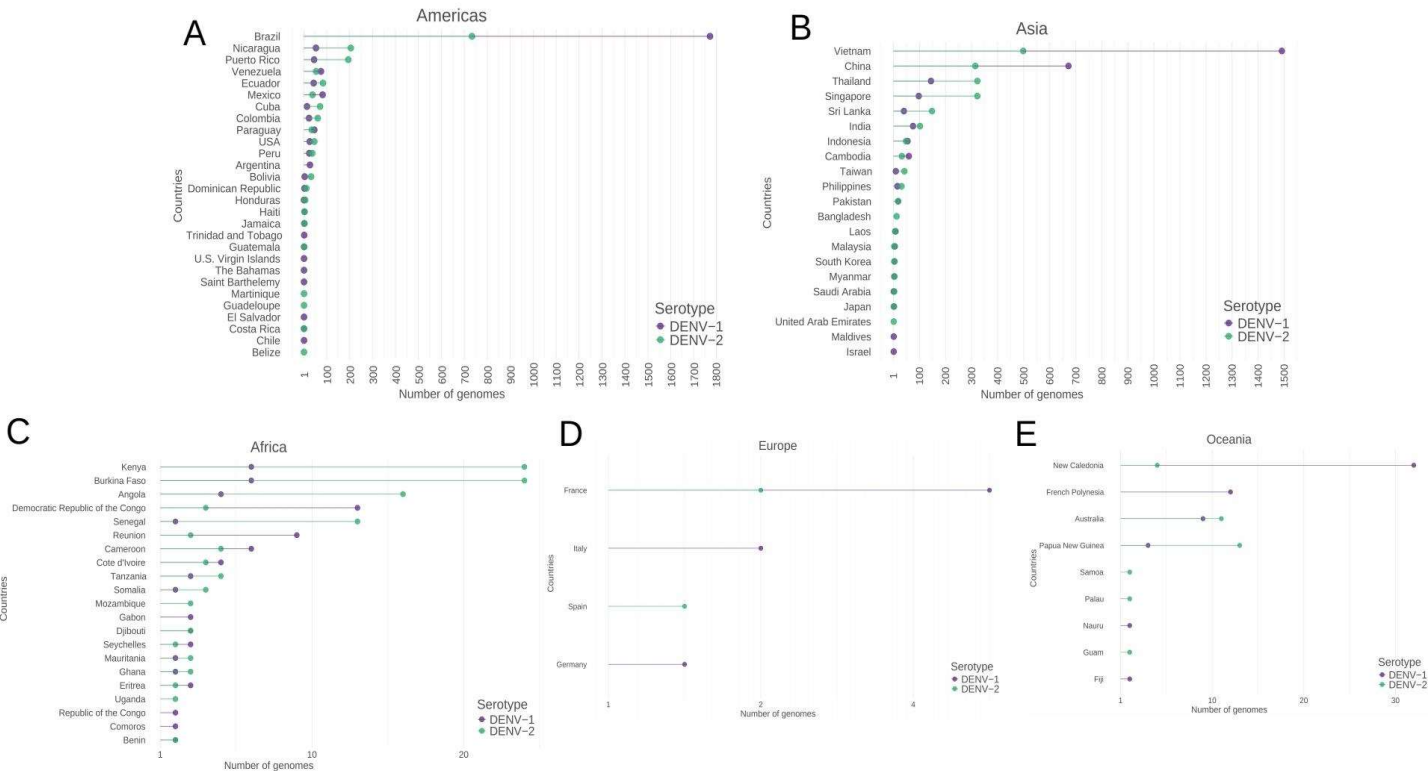 A
Americas
Brazil
Nicaragua
Puerto Rico
Venezuela
Ecuador
Mexico
Cuba
Colombia
Paraguay
USA
Peru
Argentina
Bolivia
Dominican Republic
Honduras
Haiti
Jamaica
Trinidad and Tobago
Guatemala
U.S. Virgin Islands
The Bahamas
Saint Barthelemy
Martinique
Guadeloupe
El Salvador
Costa Rica
Chile
Belize
Countries
Serotype
DENV−1
DENV−2
1 100 200 300 400 500 600 700 800 900 1000 1100 1200 1300 1400 1500 1600 1700 1800
Number of genomes
B
Asia
Vietnam
China
Thailand
Singapore
Sri Lanka
India
Indonesia
Cambodia
Taiwan
Philippines
Pakistan
Bangladesh
Laos
Malaysia
South Korea
Myanmar
Saudi Arabia
Japan
United Arab Emirates
Maldives
Israel
Countries
Serotype
DENV−1
DENV−2
1 100 200 300 400 500 600 700 800 900 1000 1100 1200 1300 1400 1500
Number of genomes
C
Africa
Kenya
Burkina Faso
Angola
Democratic Republic of the Congo
Senegal
Reunion
Cameroon
Cote d'Ivoire
Tanzania
Somalia
Mozambique
Gabon
Djibouti
Seychelles
Mauritania
Ghana
Eritrea
Uganda
Republic of the Congo
Comoros
Benin
Countries
Serotype
DENV−1
DENV−2
1 10 20
Number of genomes
D
Europe
France
Italy
Spain
Germany
Countries
Serotype
DENV−1
DENV−2
1 2 4
Number of genomes
E
Oceania
New Caledonia
French Polynesia
Australia
Papua New Guinea
Samoa
Palau
Nauru
Guam
Fiji
Countries
Serotype
DENV−1
DENV−2
1 10 20 30
Number of genomes